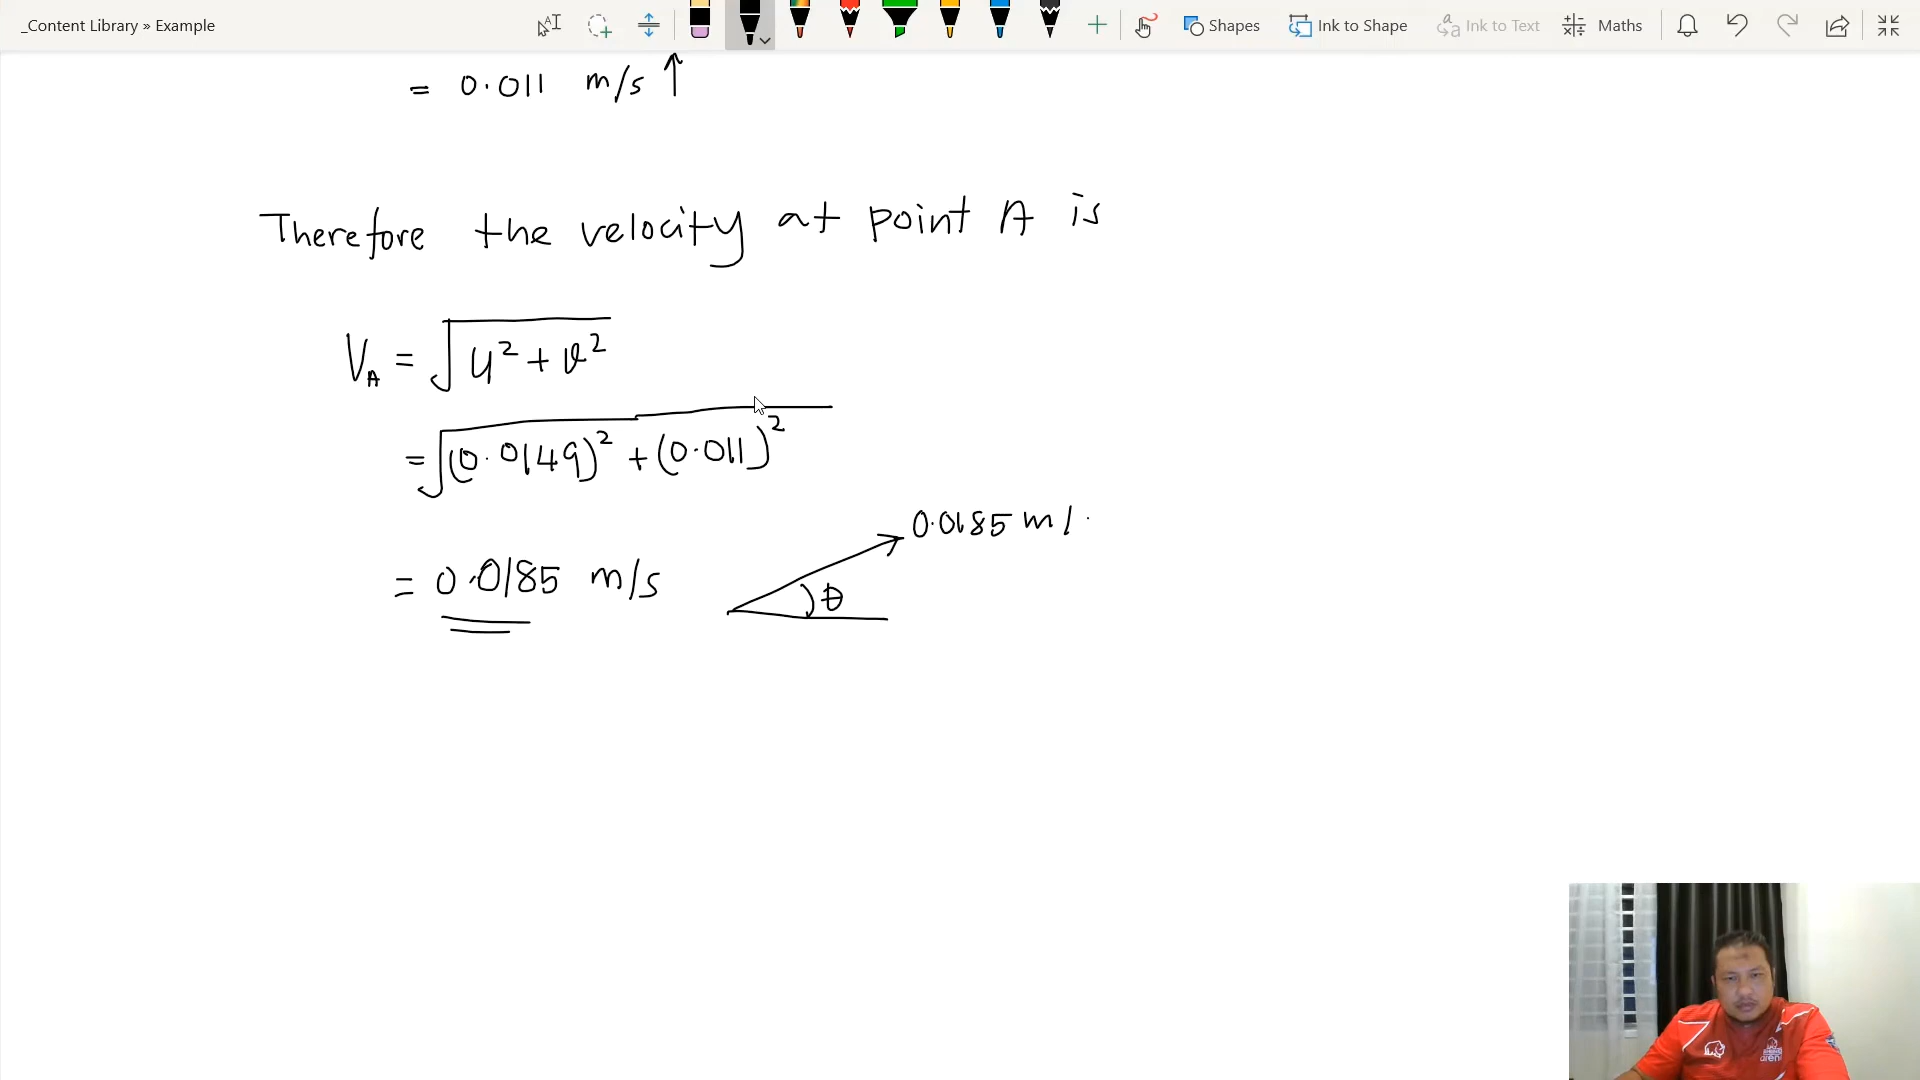 _Content Library » Example
Shapes
Ink to Shape
Ink to Text
Maths
= 0.011 m/s ↑
Therefore the velocity at point A is
V_A = √(u² + v²)
= √((0.0149)² + (0.011)²)
0.0185 m/
θ
= 0.0185 m/s